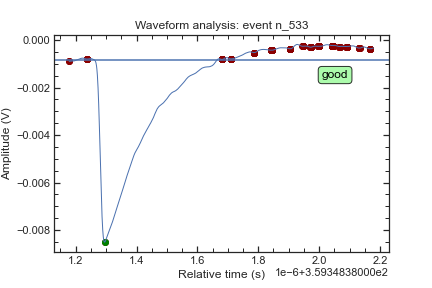 Waveform analysis: event n_533
0.000
−0.002
−0.004
−0.006
−0.008
Amplitude (V)
good
1.2 1.4 1.6 1.8 2.0 2.2
Relative time (s) 1e−6+3.5934838000e2